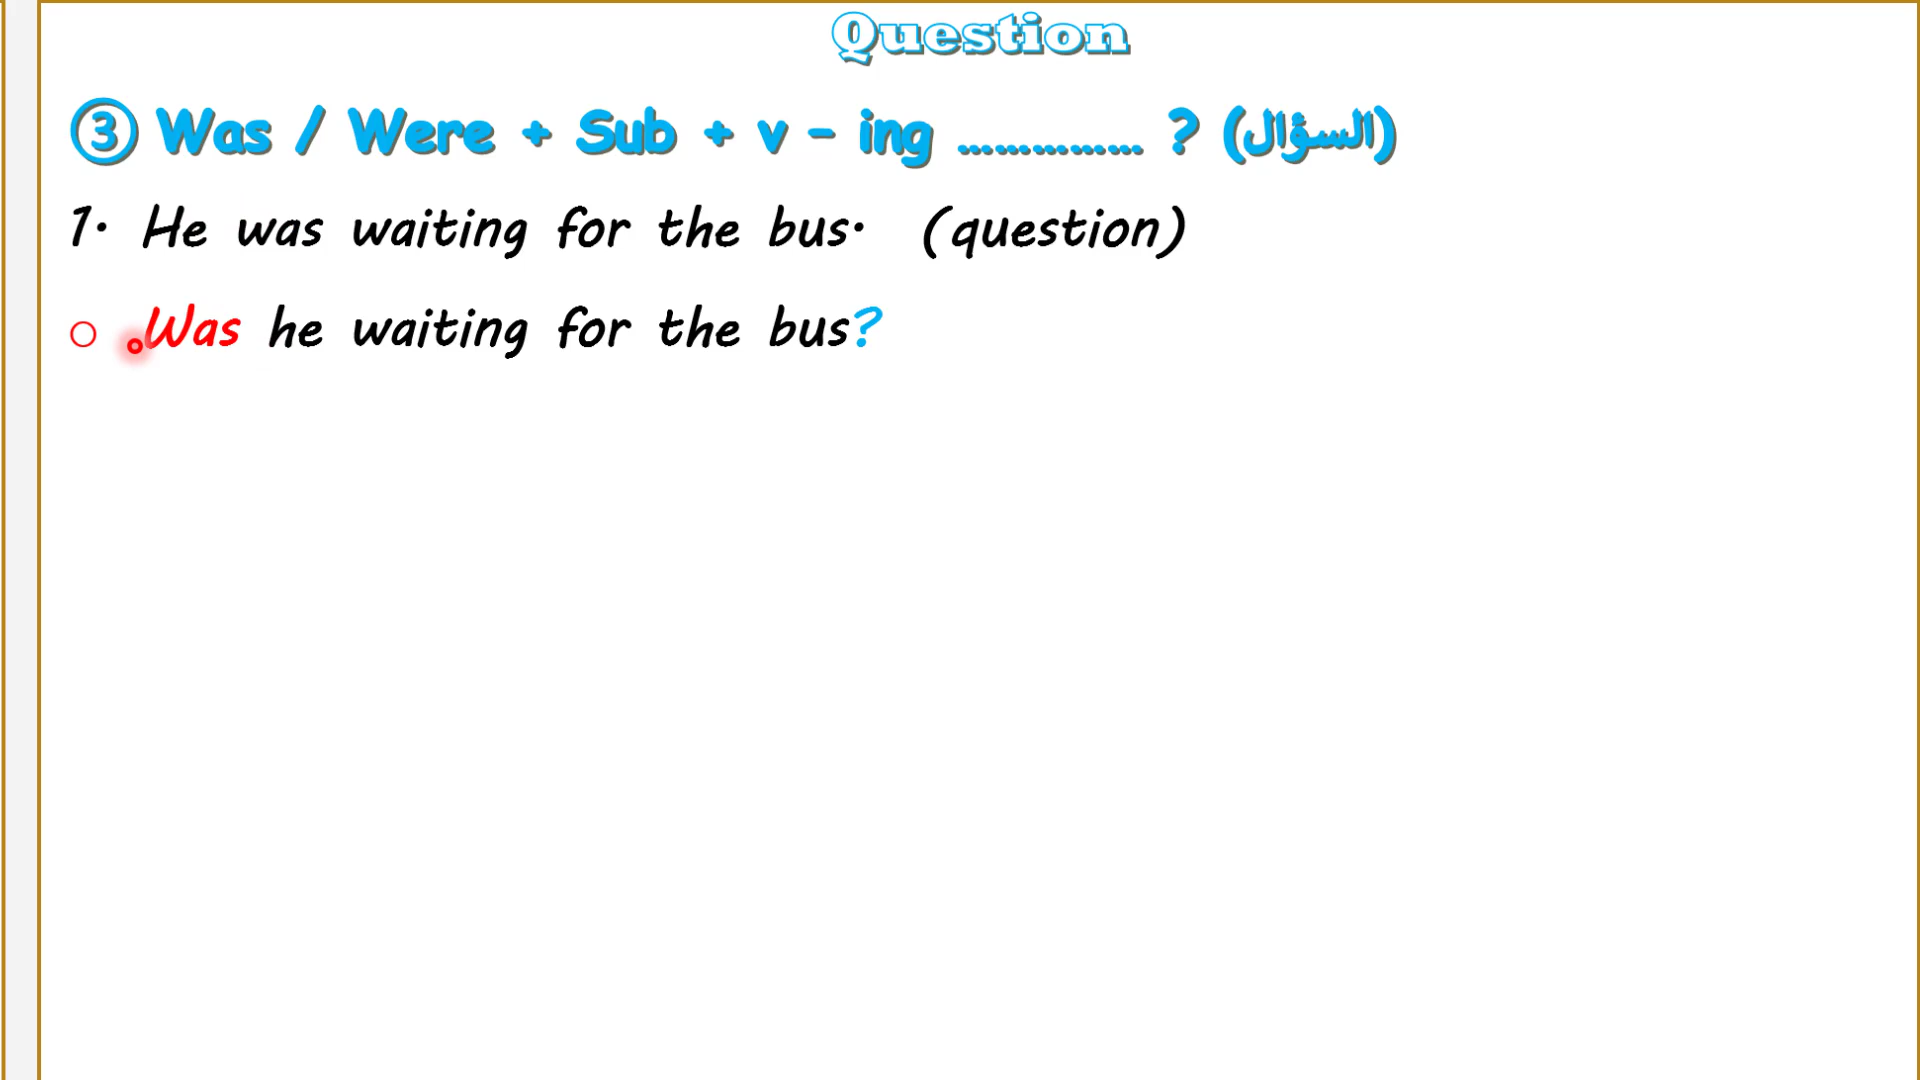 Question
③ Was / Were + Sub + v – ing …………… ? (السؤال)
1. He was waiting for the bus. (question)
○ Was he waiting for the bus?